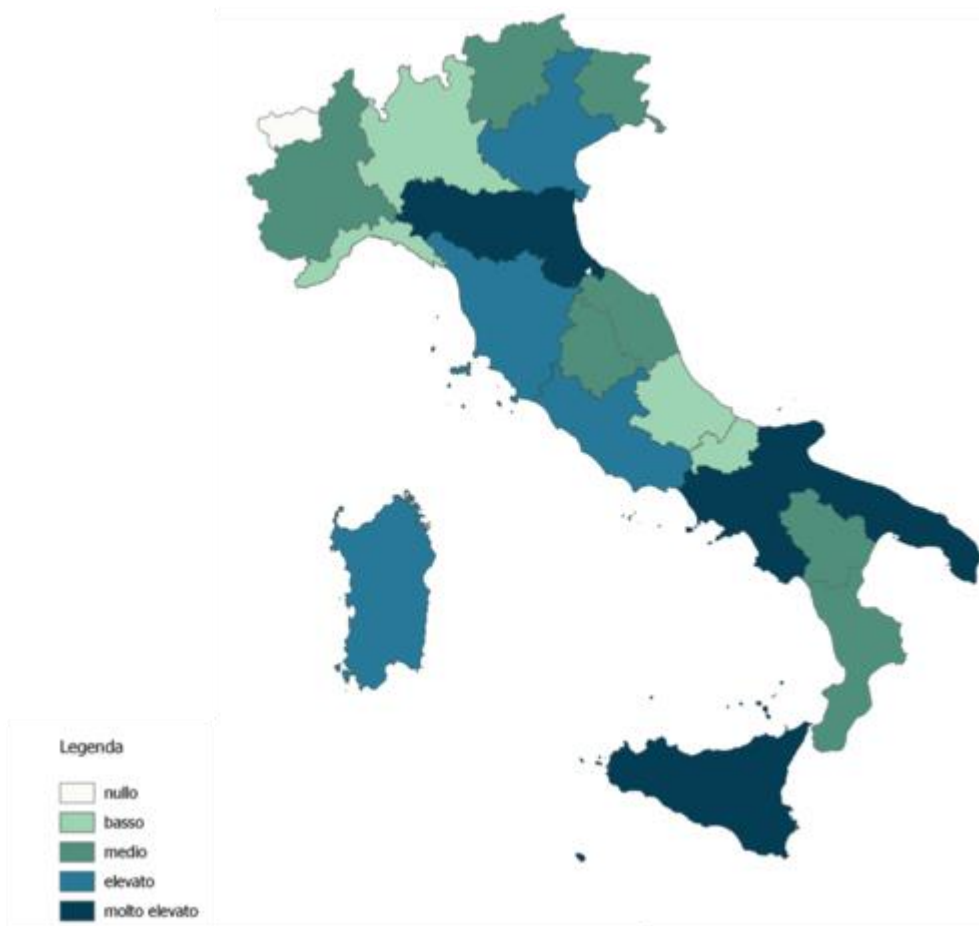 Legenda
nullo
basso
medio
elevato
molto elevato